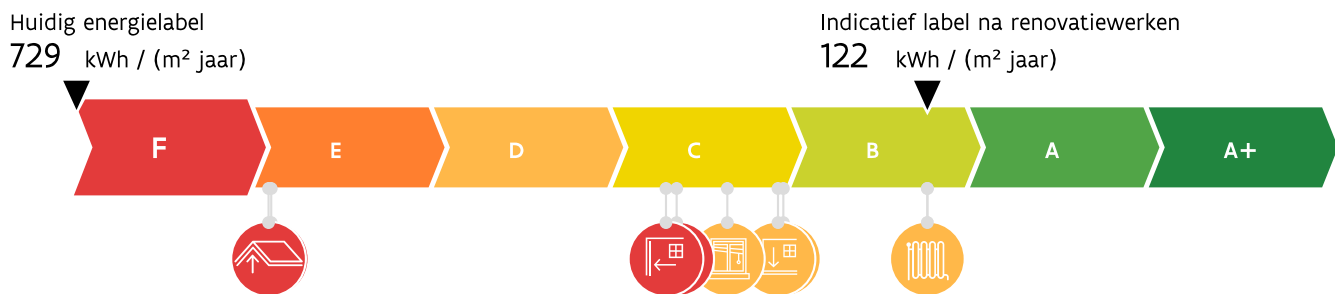 Huidig energielabel
729 kWh / (m² jaar)
Indicatief label na renovatiewerken
122 kWh / (m² jaar)
F E D C B A A+